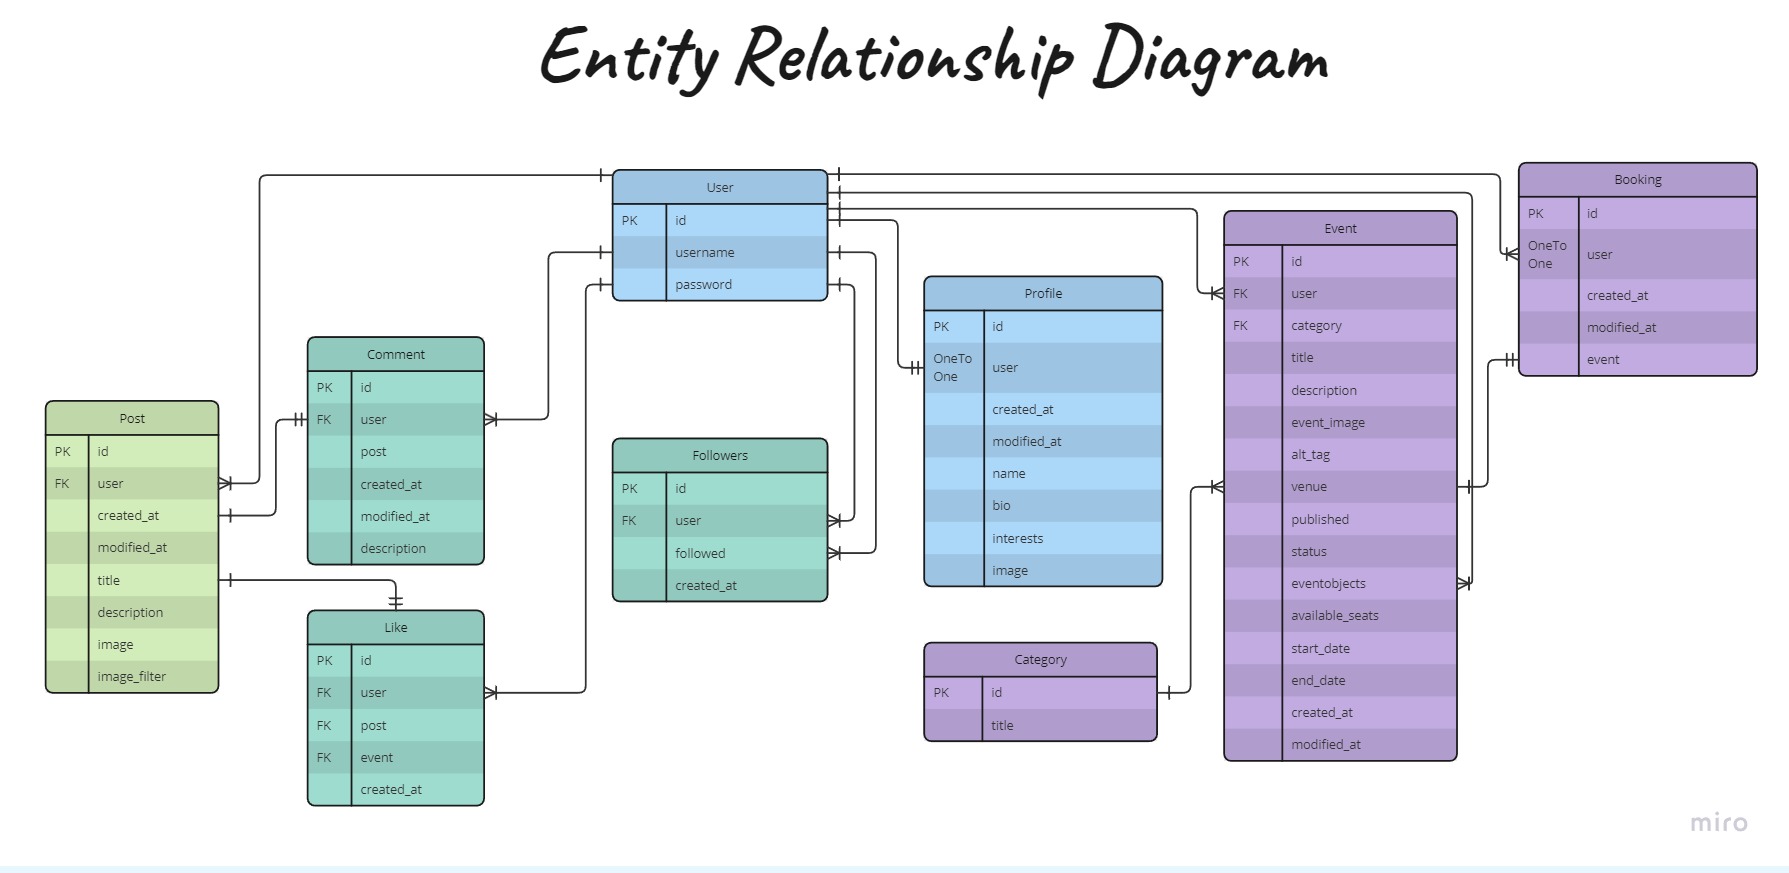 Entity Relationship Diagram
User
PK id
username
password
Booking
PK id
OneTo
One
user
created_at
modified_at
event
Event
PK id
FK user
FK category
title
description
event_image
alt_tag
venue
published
status
eventobjects
available_seats
start_date
end_date
created_at
modified_at
Profile
PK id
OneTo
One
user
created_at
modified_at
name
bio
interests
image
Comment
PK id
FK user
post
created_at
modified_at
description
Post
PK id
FK user
created_at
modified_at
title
description
image
image_filter
Followers
PK id
FK user
followed
created_at
Like
PK id
FK user
FK post
FK event
created_at
Category
PK id
title
miro